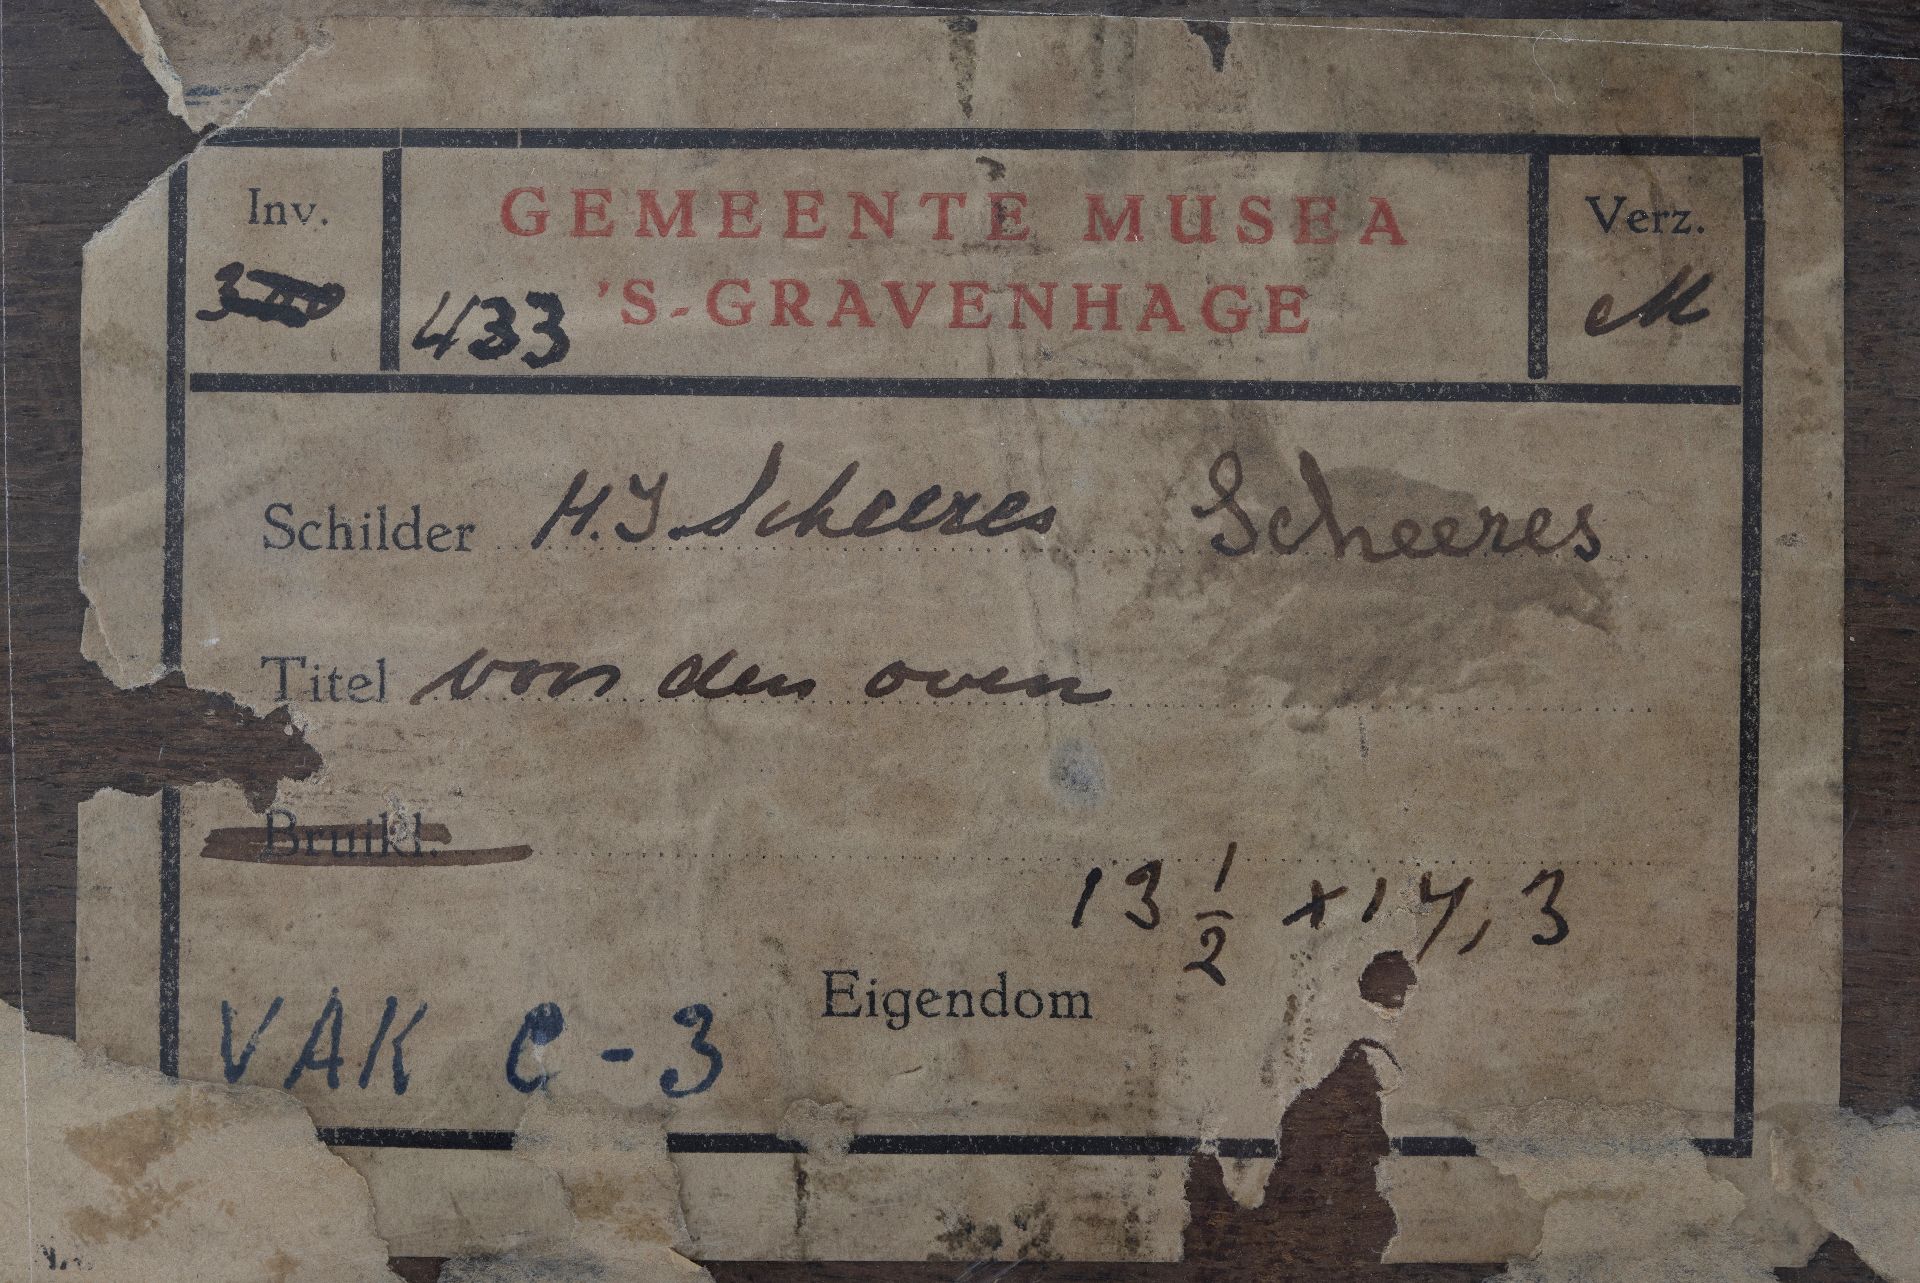 Inv. GEMEENTE MUSEA Verz.
433 'S-GRAVENHAGE M
Schilder H.J. Scheeres Scheeres
Titel voor den oven
Bruikl.
13 1/2 x 17,3
Eigendom
VAK C-3